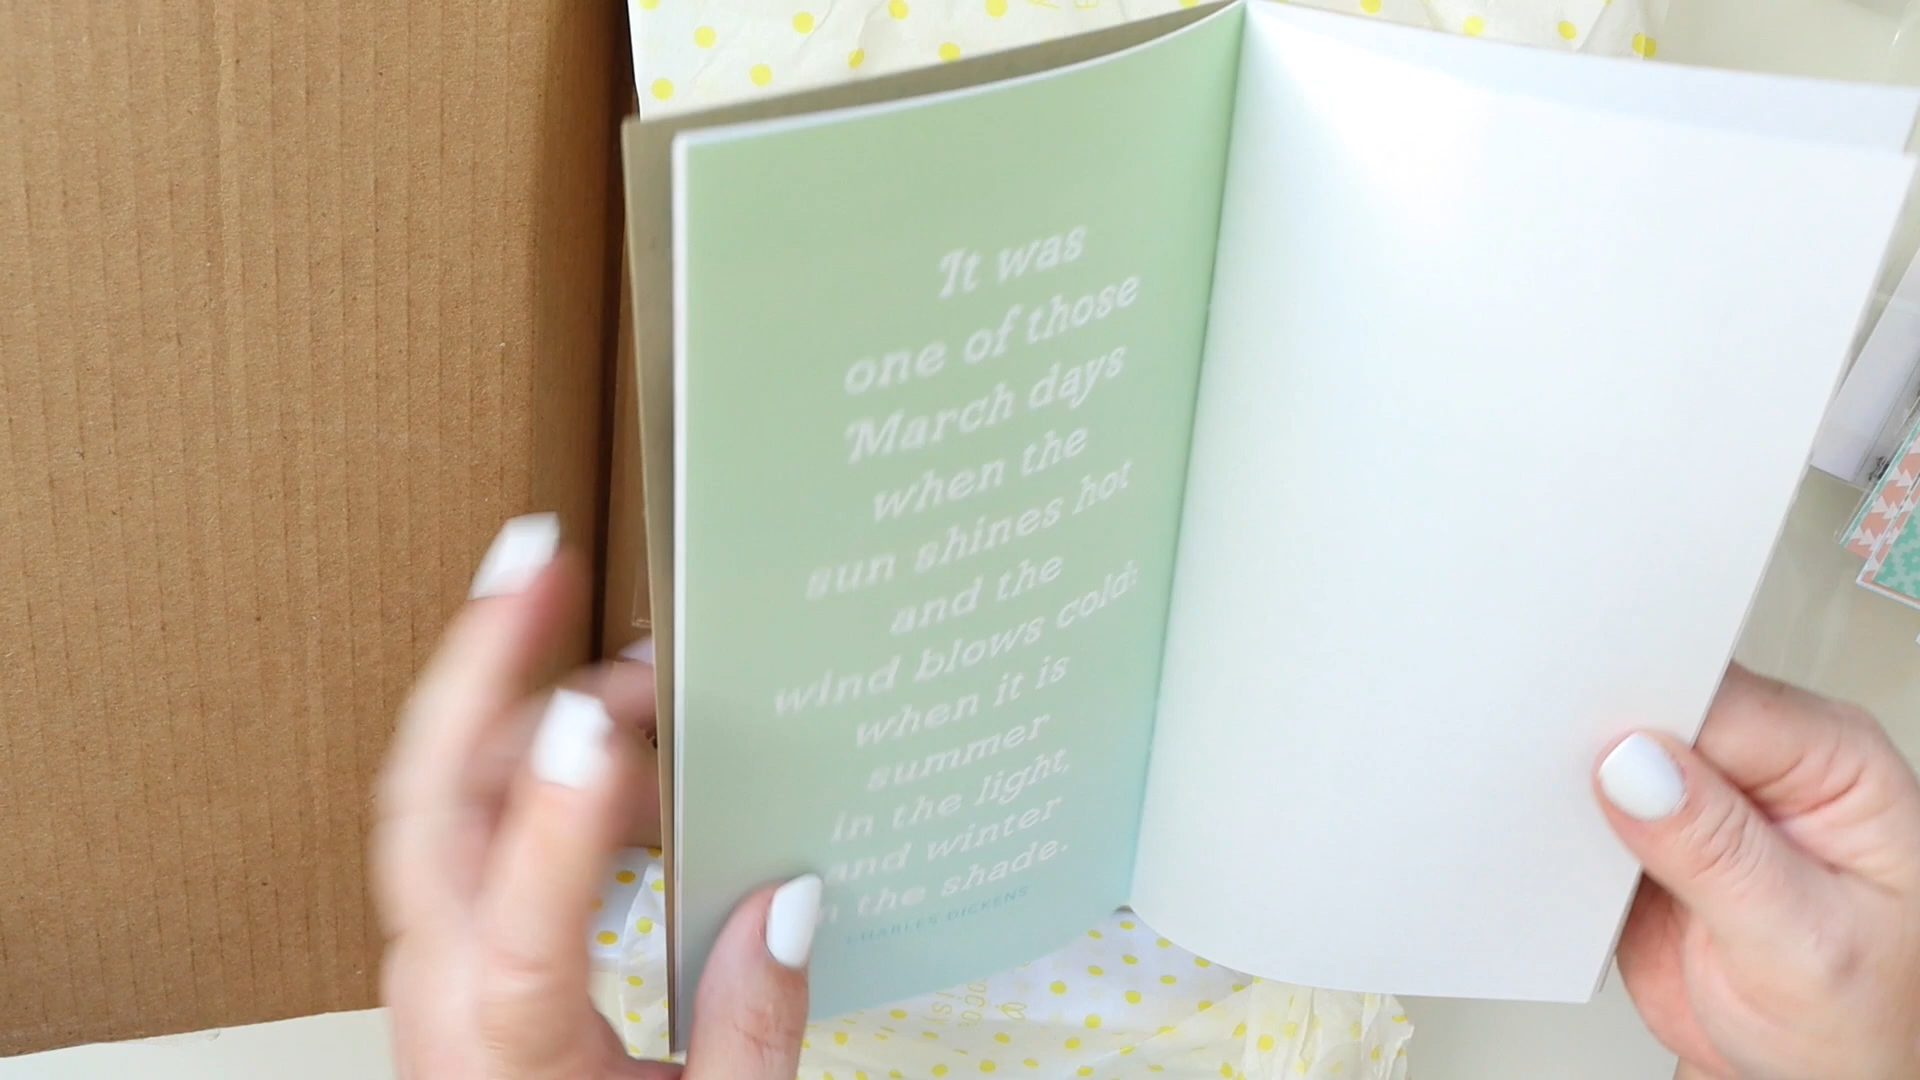 It was
one of those
March days
when the
sun shines hot
and the
wind blows cold:
when it is
summer
in the light,
and winter
the shade.
CHARLES DICKENS